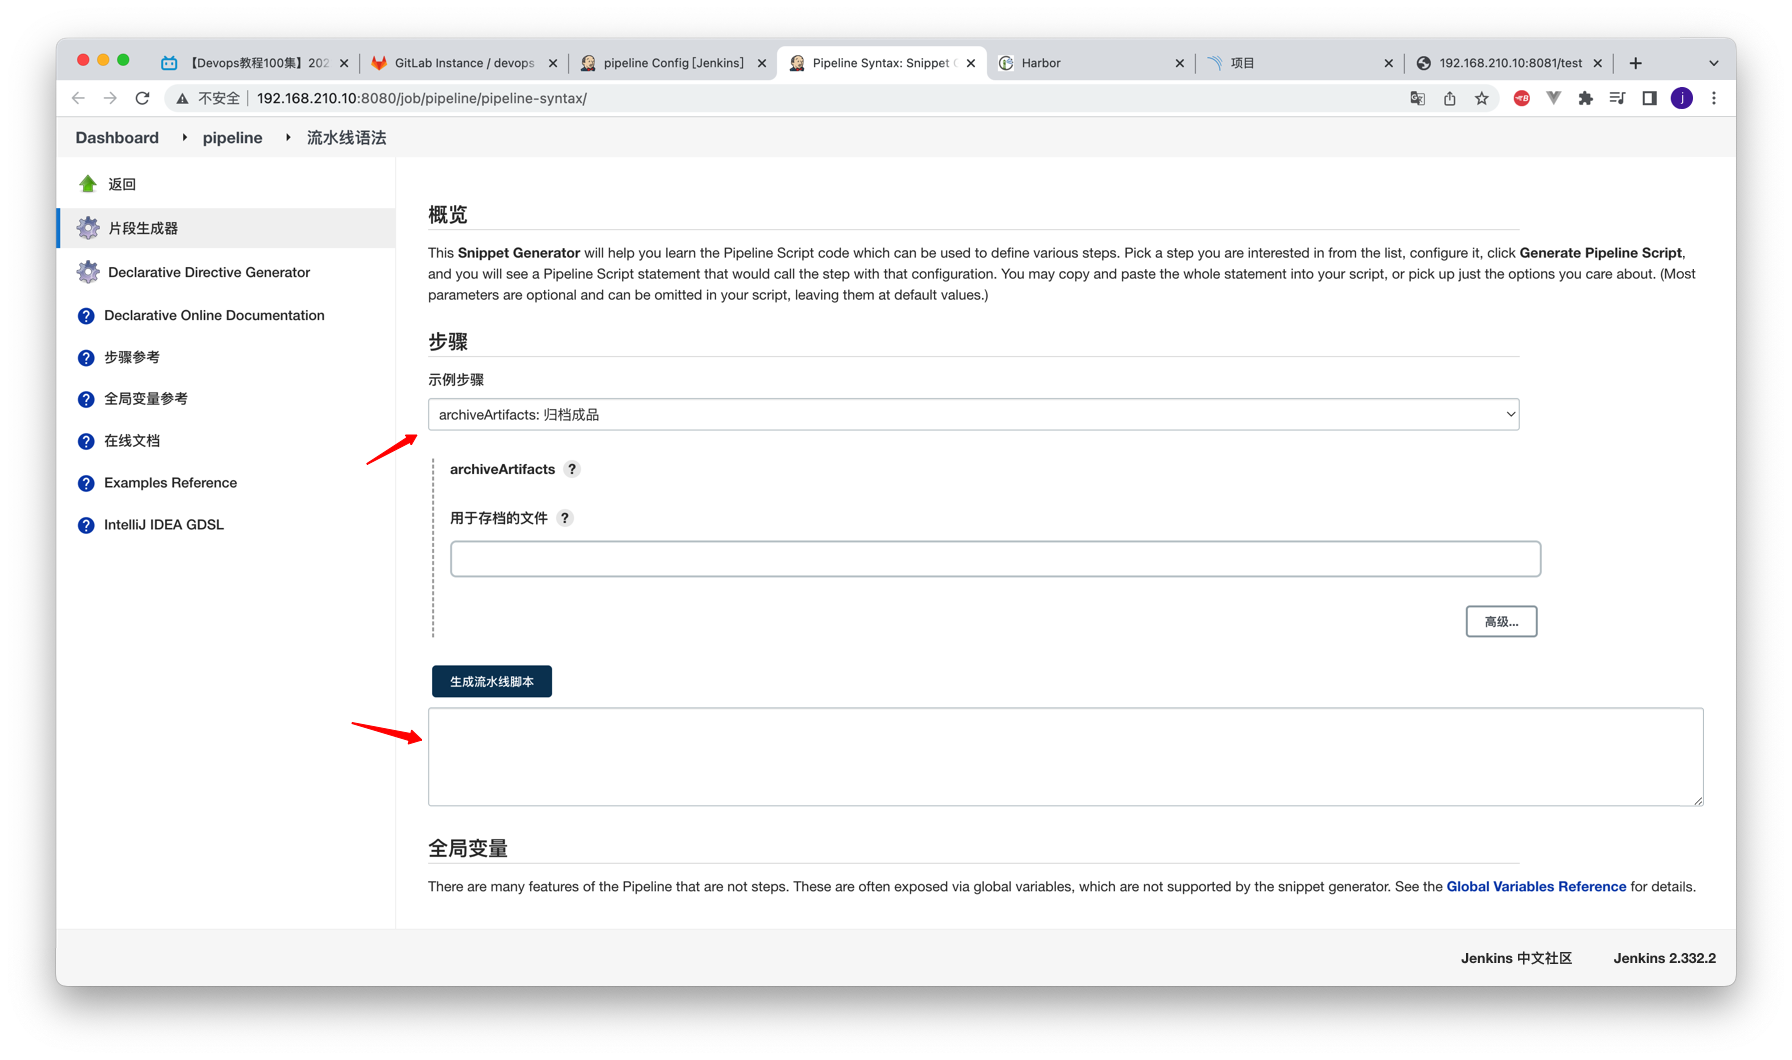 【Devops教程100集】202
GitLab Instance / devops
pipeline Config [Jenkins]
Pipeline Syntax: Snippet
Harbor
项目
192.168.210.10:8081/test
不安全
192.168.210.10:8080/job/pipeline/pipeline-syntax/
j
Dashboard
pipeline
流水线语法
返回
片段生成器
Declarative Directive Generator
Declarative Online Documentation
步骤参考
全局变量参考
在线文档
Examples Reference
IntelliJ IDEA GDSL
概览
This Snippet Generator will help you learn the Pipeline Script code which can be used to define various steps. Pick a step you are interested in from the list, configure it, click Generate Pipeline Script,
and you will see a Pipeline Script statement that would call the step with that configuration. You may copy and paste the whole statement into your script, or pick up just the options you care about. (Most
parameters are optional and can be omitted in your script, leaving them at default values.)
步骤
示例步骤
archiveArtifacts: 归档成品
archiveArtifacts ?
用于存档的文件 ?
高级...
生成流水线脚本
全局变量
There are many features of the Pipeline that are not steps. These are often exposed via global variables, which are not supported by the snippet generator. See the Global Variables Reference for details.
Jenkins 中文社区
Jenkins 2.332.2